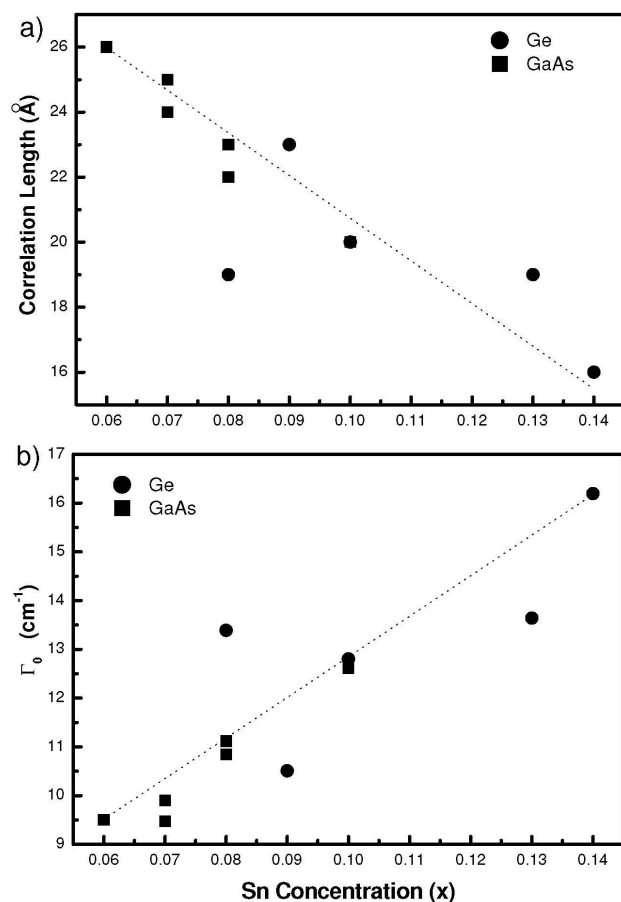 a)
Ge
GaAs
Correlation Length (Å)
26
24
22
20
18
16
0.06 0.07 0.08 0.09 0.10 0.11 0.12 0.13 0.14
b)
Ge
GaAs
Γ₀ (cm⁻¹)
17
16
15
14
13
12
11
10
9
0.06 0.07 0.08 0.09 0.10 0.11 0.12 0.13 0.14
Sn Concentration (x)